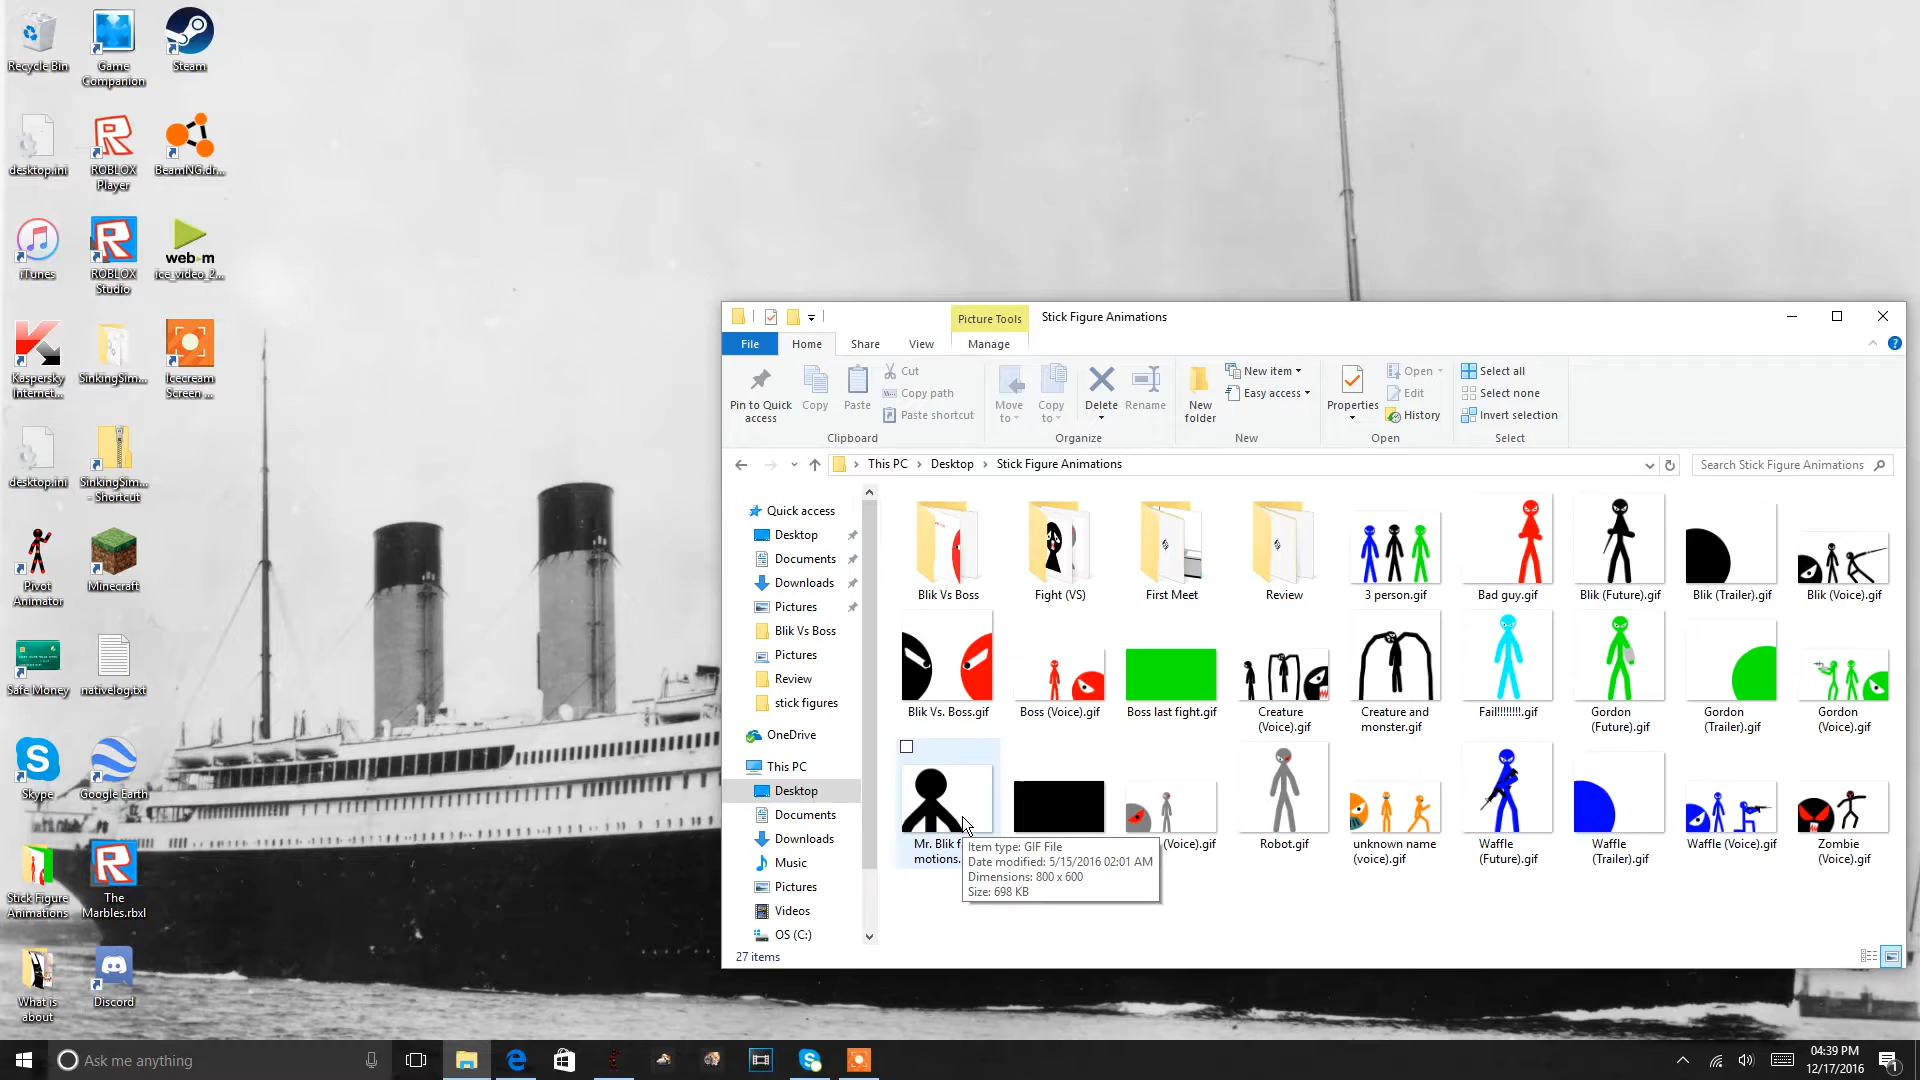 Recycle Bin
Game
Companion
Steam
desktop.ini
ROBLOX
Player
BeamNG.dr...
iTunes
ROBLOX
Studio
web-m
ice_video_2...
Kaspersky
Internet...
SinkingSim...
Icecream
Screen ...
desktop.ini
SinkingSim...
- Shortcut
Pivot
Animator
Minecraft
Safe Money
nativelog.txt
Skype
Google Earth
Stick Figure
Animations
The
Marbles.rbxl
What is
about
Discord
Picture Tools
Stick Figure Animations
File
Home
Share
View
Manage
Pin to Quick
access
Copy
Paste
Cut
Copy path
Paste shortcut
Clipboard
Move
to
Copy
to
Delete
Rename
Organize
New
folder
New item
Easy access
New
Properties
Open
Edit
History
Open
Select all
Select none
Invert selection
Select
This PC
Desktop
Stick Figure Animations
Search Stick Figure Animations
Quick access
Desktop
Documents
Downloads
Pictures
Blik Vs Boss
Pictures
Review
stick figures
OneDrive
This PC
Desktop
Documents
Downloads
Music
Pictures
Videos
OS (C:)
Blik Vs Boss
Fight (VS)
First Meet
Review
3 person.gif
Bad guy.gif
Blik (Future).gif
Blik (Trailer).gif
Blik (Voice).gif
Blik Vs. Boss.gif
Boss (Voice).gif
Boss last fight.gif
Creature
(Voice).gif
Creature and
monster.gif
Fail!!!!!!!!.gif
Gordon
(Future).gif
Gordon
(Trailer).gif
Gordon
(Voice).gif
Mr. Blik f
motions.
(Voice).gif
Robot.gif
unknown name
(voice).gif
Waffle
(Future).gif
Waffle
(Trailer).gif
Waffle (Voice).gif
Zombie
(Voice).gif
Item type: GIF File
Date modified: 5/15/2016 02:01 AM
Dimensions: 800 x 600
Size: 698 KB
27 items
Ask me anything
04:39 PM
12/17/2016
1